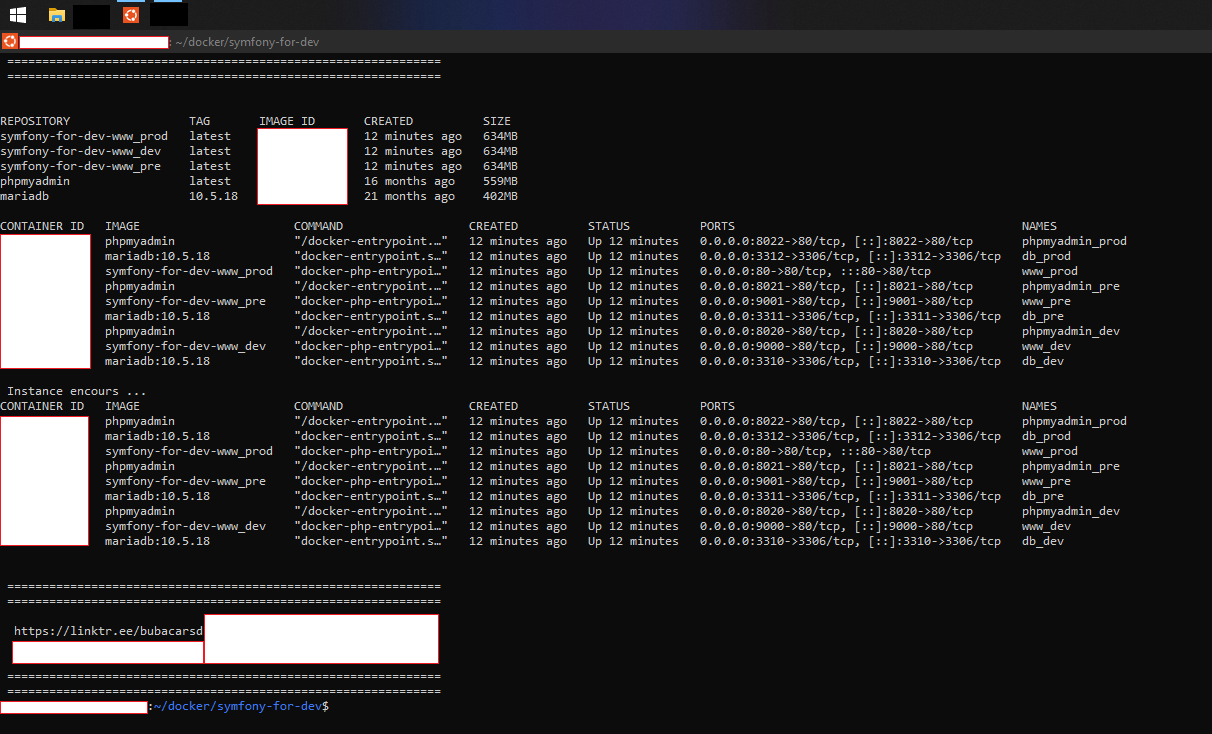 : ~/docker/symfony-for-dev
==============================================================
==============================================================
REPOSITORY TAG IMAGE ID CREATED SIZE
symfony-for-dev-www_prod latest 12 minutes ago 634MB
symfony-for-dev-www_dev latest 12 minutes ago 634MB
symfony-for-dev-www_pre latest 12 minutes ago 634MB
phpmyadmin latest 16 months ago 559MB
mariadb 10.5.18 21 months ago 402MB
CONTAINER ID IMAGE COMMAND CREATED STATUS PORTS NAMES
phpmyadmin "/docker-entrypoint.…" 12 minutes ago Up 12 minutes 0.0.0.0:8022->80/tcp, [::]:8022->80/tcp phpmyadmin_prod
mariadb:10.5.18 "docker-entrypoint.s…" 12 minutes ago Up 12 minutes 0.0.0.0:3312->3306/tcp, [::]:3312->3306/tcp db_prod
symfony-for-dev-www_prod "docker-php-entrypoi…" 12 minutes ago Up 12 minutes 0.0.0.0:80->80/tcp, :::80->80/tcp www_prod
phpmyadmin "/docker-entrypoint.…" 12 minutes ago Up 12 minutes 0.0.0.0:8021->80/tcp, [::]:8021->80/tcp phpmyadmin_pre
symfony-for-dev-www_pre "docker-php-entrypoi…" 12 minutes ago Up 12 minutes 0.0.0.0:9001->80/tcp, [::]:9001->80/tcp www_pre
mariadb:10.5.18 "docker-entrypoint.s…" 12 minutes ago Up 12 minutes 0.0.0.0:3311->3306/tcp, [::]:3311->3306/tcp db_pre
phpmyadmin "/docker-entrypoint.…" 12 minutes ago Up 12 minutes 0.0.0.0:8020->80/tcp, [::]:8020->80/tcp phpmyadmin_dev
symfony-for-dev-www_dev "docker-php-entrypoi…" 12 minutes ago Up 12 minutes 0.0.0.0:9000->80/tcp, [::]:9000->80/tcp www_dev
mariadb:10.5.18 "docker-entrypoint.s…" 12 minutes ago Up 12 minutes 0.0.0.0:3310->3306/tcp, [::]:3310->3306/tcp db_dev
Instance encours ...
CONTAINER ID IMAGE COMMAND CREATED STATUS PORTS NAMES
phpmyadmin "/docker-entrypoint.…" 12 minutes ago Up 12 minutes 0.0.0.0:8022->80/tcp, [::]:8022->80/tcp phpmyadmin_prod
mariadb:10.5.18 "docker-entrypoint.s…" 12 minutes ago Up 12 minutes 0.0.0.0:3312->3306/tcp, [::]:3312->3306/tcp db_prod
symfony-for-dev-www_prod "docker-php-entrypoi…" 12 minutes ago Up 12 minutes 0.0.0.0:80->80/tcp, :::80->80/tcp www_prod
phpmyadmin "/docker-entrypoint.…" 12 minutes ago Up 12 minutes 0.0.0.0:8021->80/tcp, [::]:8021->80/tcp phpmyadmin_pre
symfony-for-dev-www_pre "docker-php-entrypoi…" 12 minutes ago Up 12 minutes 0.0.0.0:9001->80/tcp, [::]:9001->80/tcp www_pre
mariadb:10.5.18 "docker-entrypoint.s…" 12 minutes ago Up 12 minutes 0.0.0.0:3311->3306/tcp, [::]:3311->3306/tcp db_pre
phpmyadmin "/docker-entrypoint.…" 12 minutes ago Up 12 minutes 0.0.0.0:8020->80/tcp, [::]:8020->80/tcp phpmyadmin_dev
symfony-for-dev-www_dev "docker-php-entrypoi…" 12 minutes ago Up 12 minutes 0.0.0.0:9000->80/tcp, [::]:9000->80/tcp www_dev
mariadb:10.5.18 "docker-entrypoint.s…" 12 minutes ago Up 12 minutes 0.0.0.0:3310->3306/tcp, [::]:3310->3306/tcp db_dev
==============================================================
==============================================================
https://linktr.ee/bubacarsd
==============================================================
==============================================================
:~/docker/symfony-for-dev$